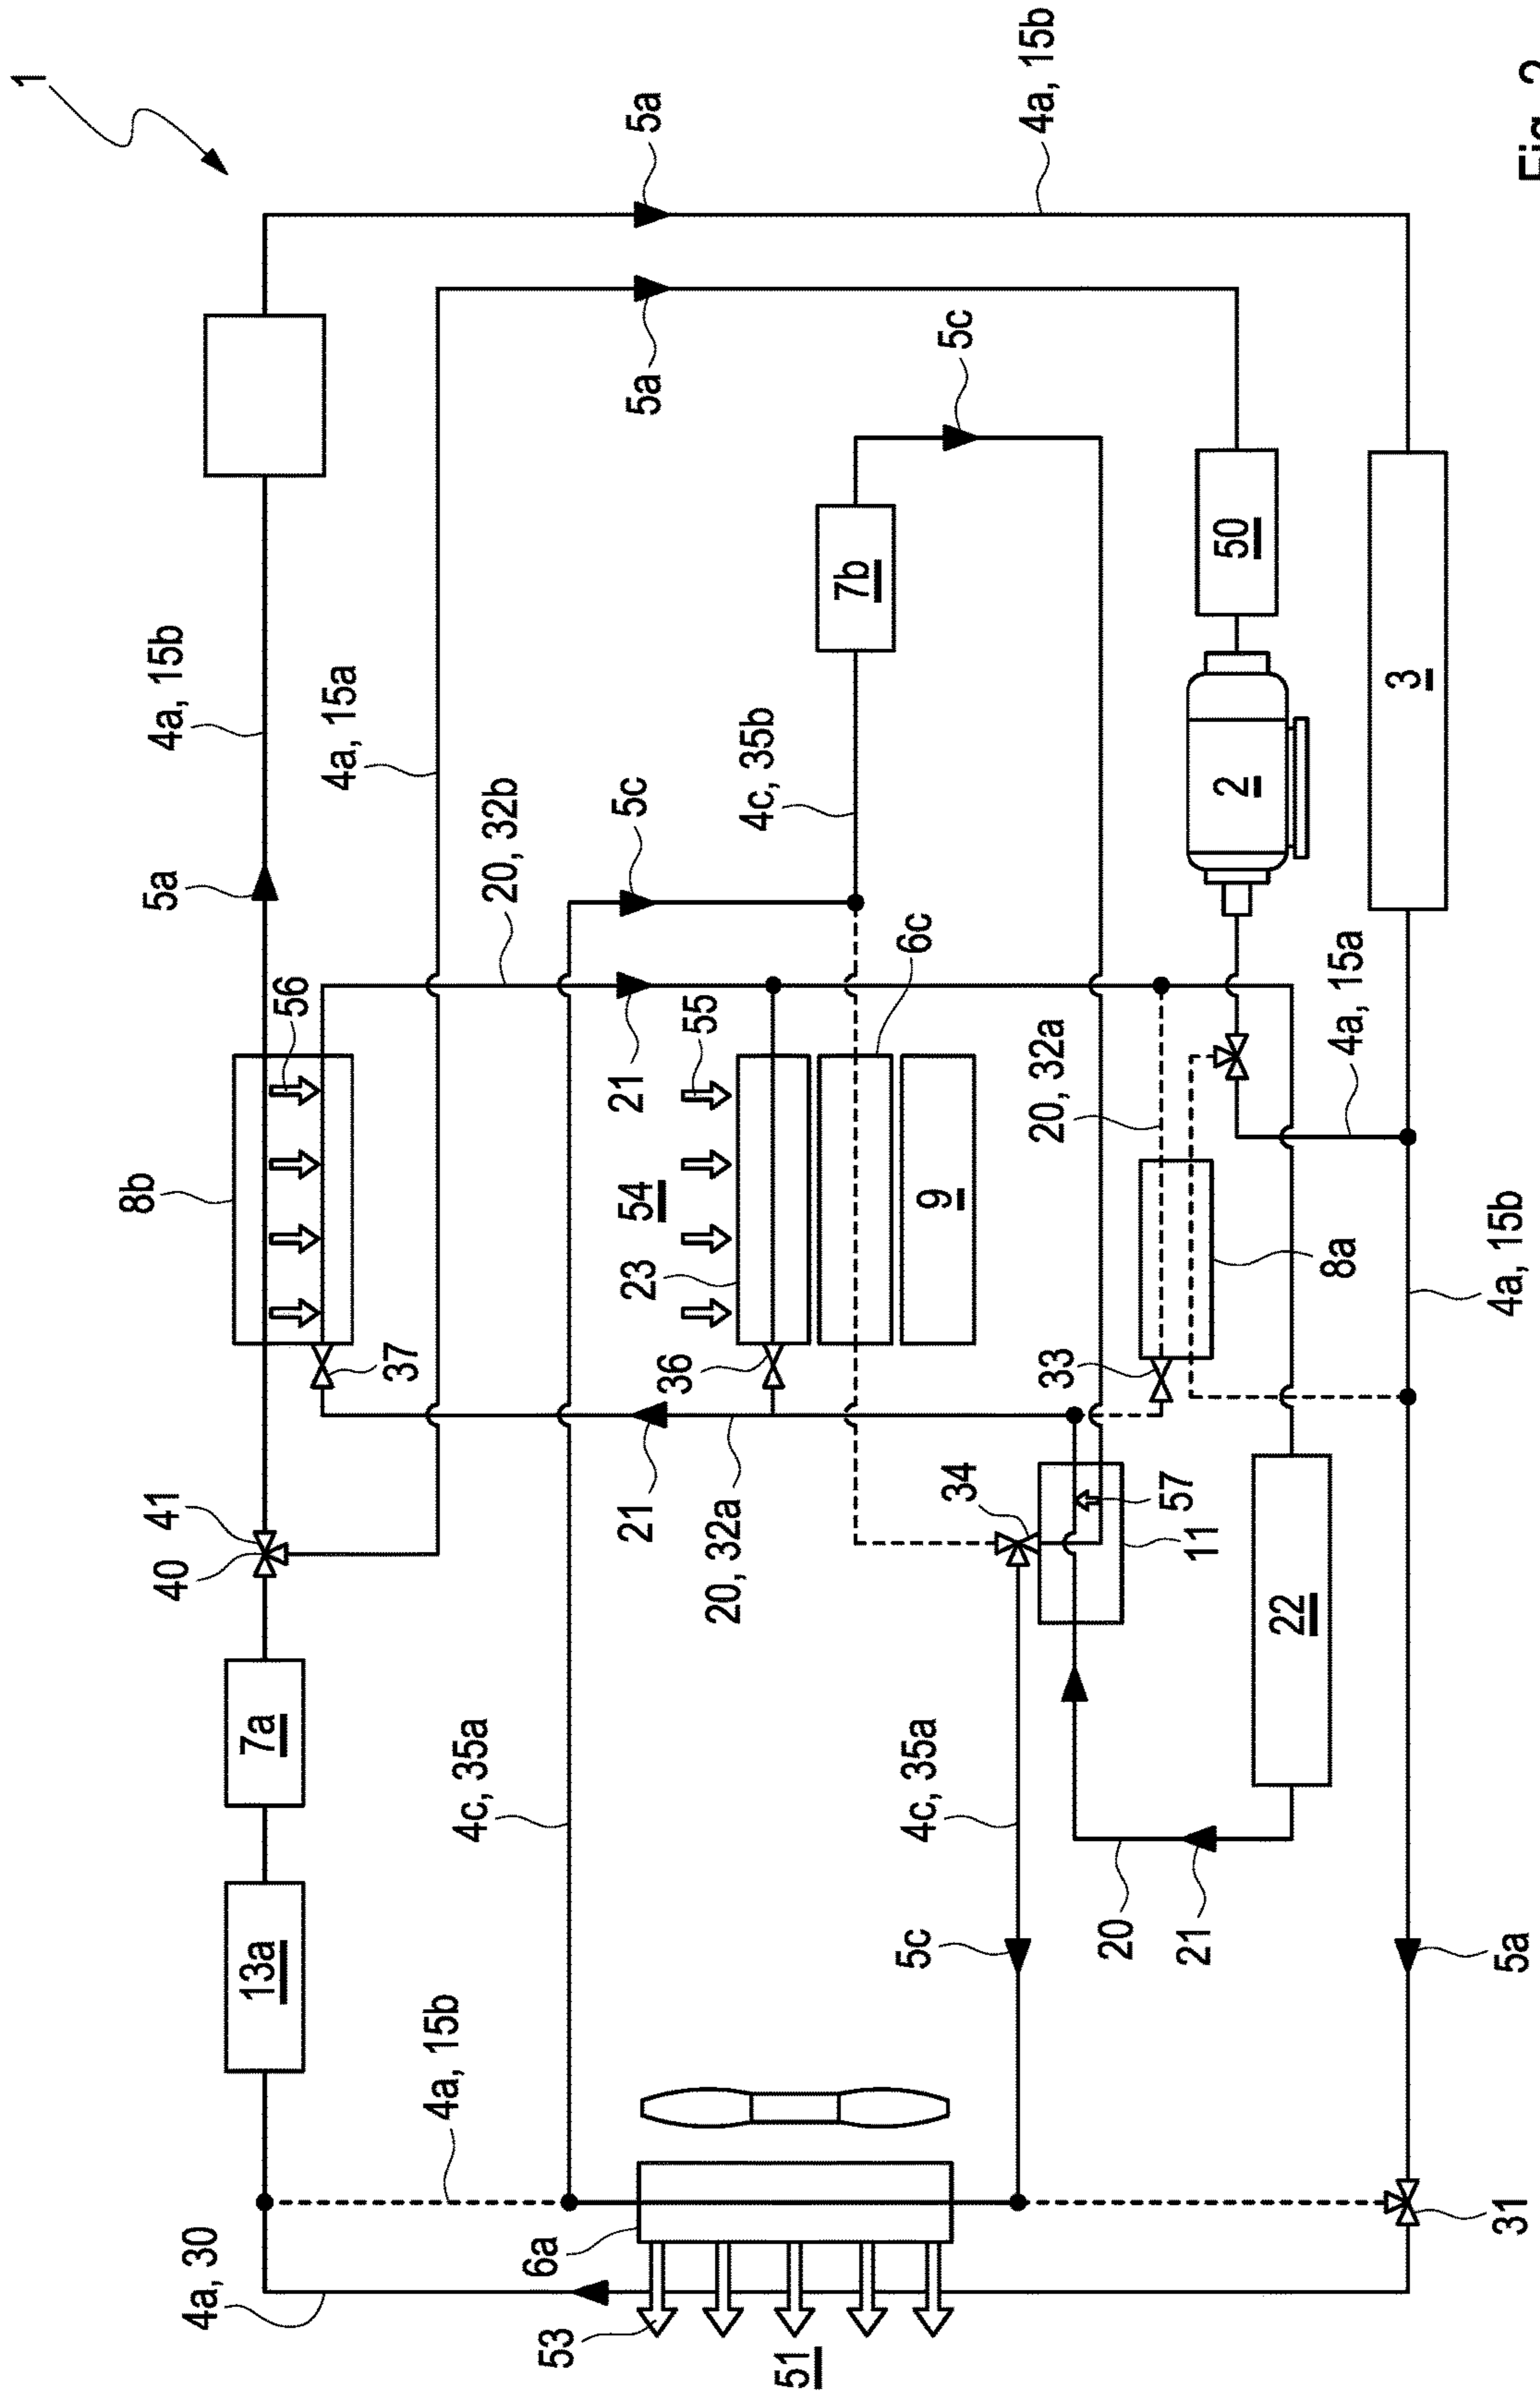 1
5a
4a, 15b
5a
5c
50
7b
3
2
4a, 15b
4a, 15a
4c, 35b
5c
20, 32b
5a
6c
56
55
21
20, 32a
4a, 15a
8b
54
9
23
8a
4a, 15b
37
36
33
34
57
11
21
20, 32a
41
40
22
7a
4c, 35a
4c, 35a
13a
5c
20
21
5a
4a, 15b
6a
31
4a, 30
53
51